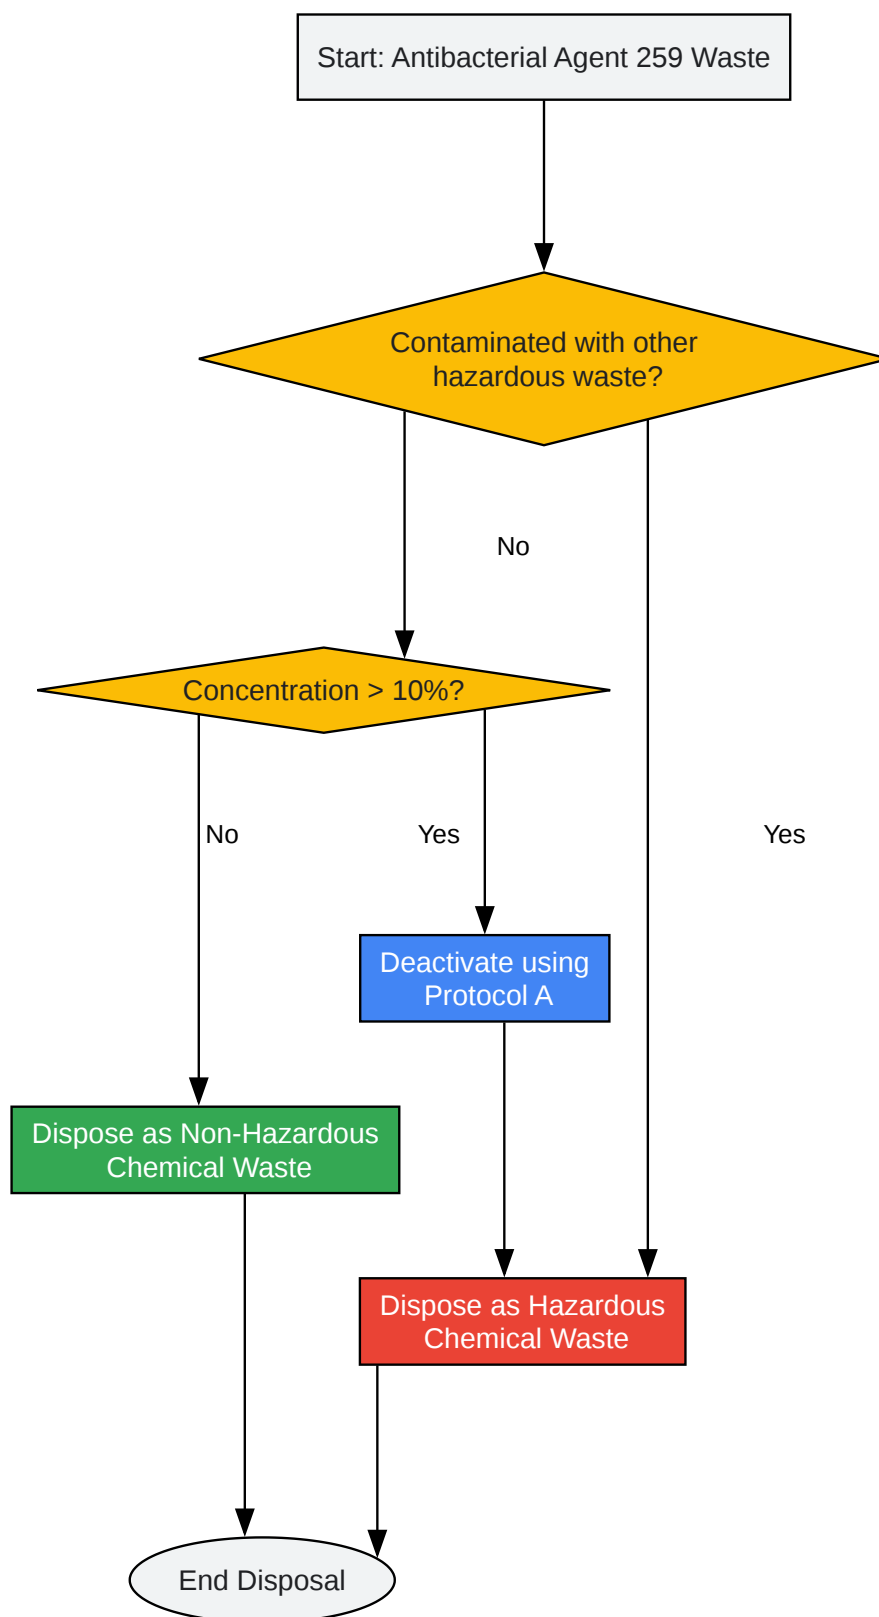 Start: Antibacterial Agent 259 Waste
Contaminated with other
hazardous waste?
No
Concentration > 10%?
No
Yes
Yes
Deactivate using
Protocol A
Dispose as Non-Hazardous
Chemical Waste
Dispose as Hazardous
Chemical Waste
End Disposal